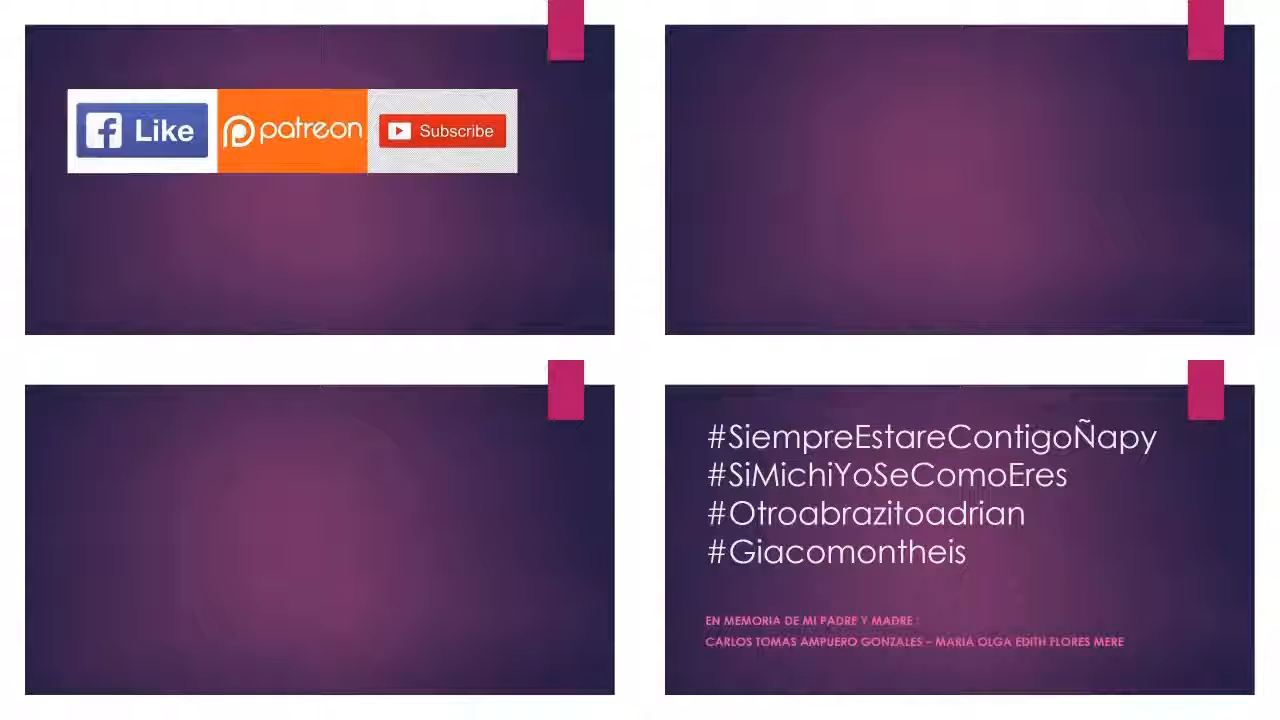 Like
patreon
Subscribe
#SiempreEstareContigoÑapy
#SiMichiYoSeComoEres
#Otroabrazitoadrian
#Giacomontheis
EN MEMORIA DE MI PADRE Y MADRE :
CARLOS TOMAS AMPUERO GONZALES – MARIA OLGA EDITH FLORES MERE